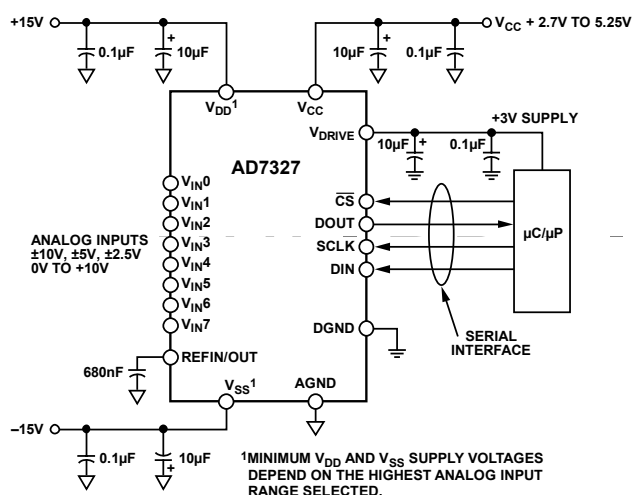 +15V
0.1µF
+
10µF
10µF
+
0.1µF
VCC + 2.7V TO 5.25V
VDD1
VCC
VDRIVE
+3V SUPPLY
10µF
+
0.1µF
AD7327
VIN0
VIN1
VIN2
VIN3
VIN4
VIN5
VIN6
VIN7
ANALOG INPUTS
±10V, ±5V, ±2.5V
0V TO +10V
CS
DOUT
SCLK
DIN
µC/µP
DGND
SERIAL
INTERFACE
REFIN/OUT
680nF
VSS1
AGND
–15V
0.1µF
10µF
+
1MINIMUM VDD AND VSS SUPPLY VOLTAGES
DEPEND ON THE HIGHEST ANALOG INPUT
RANGE SELECTED.